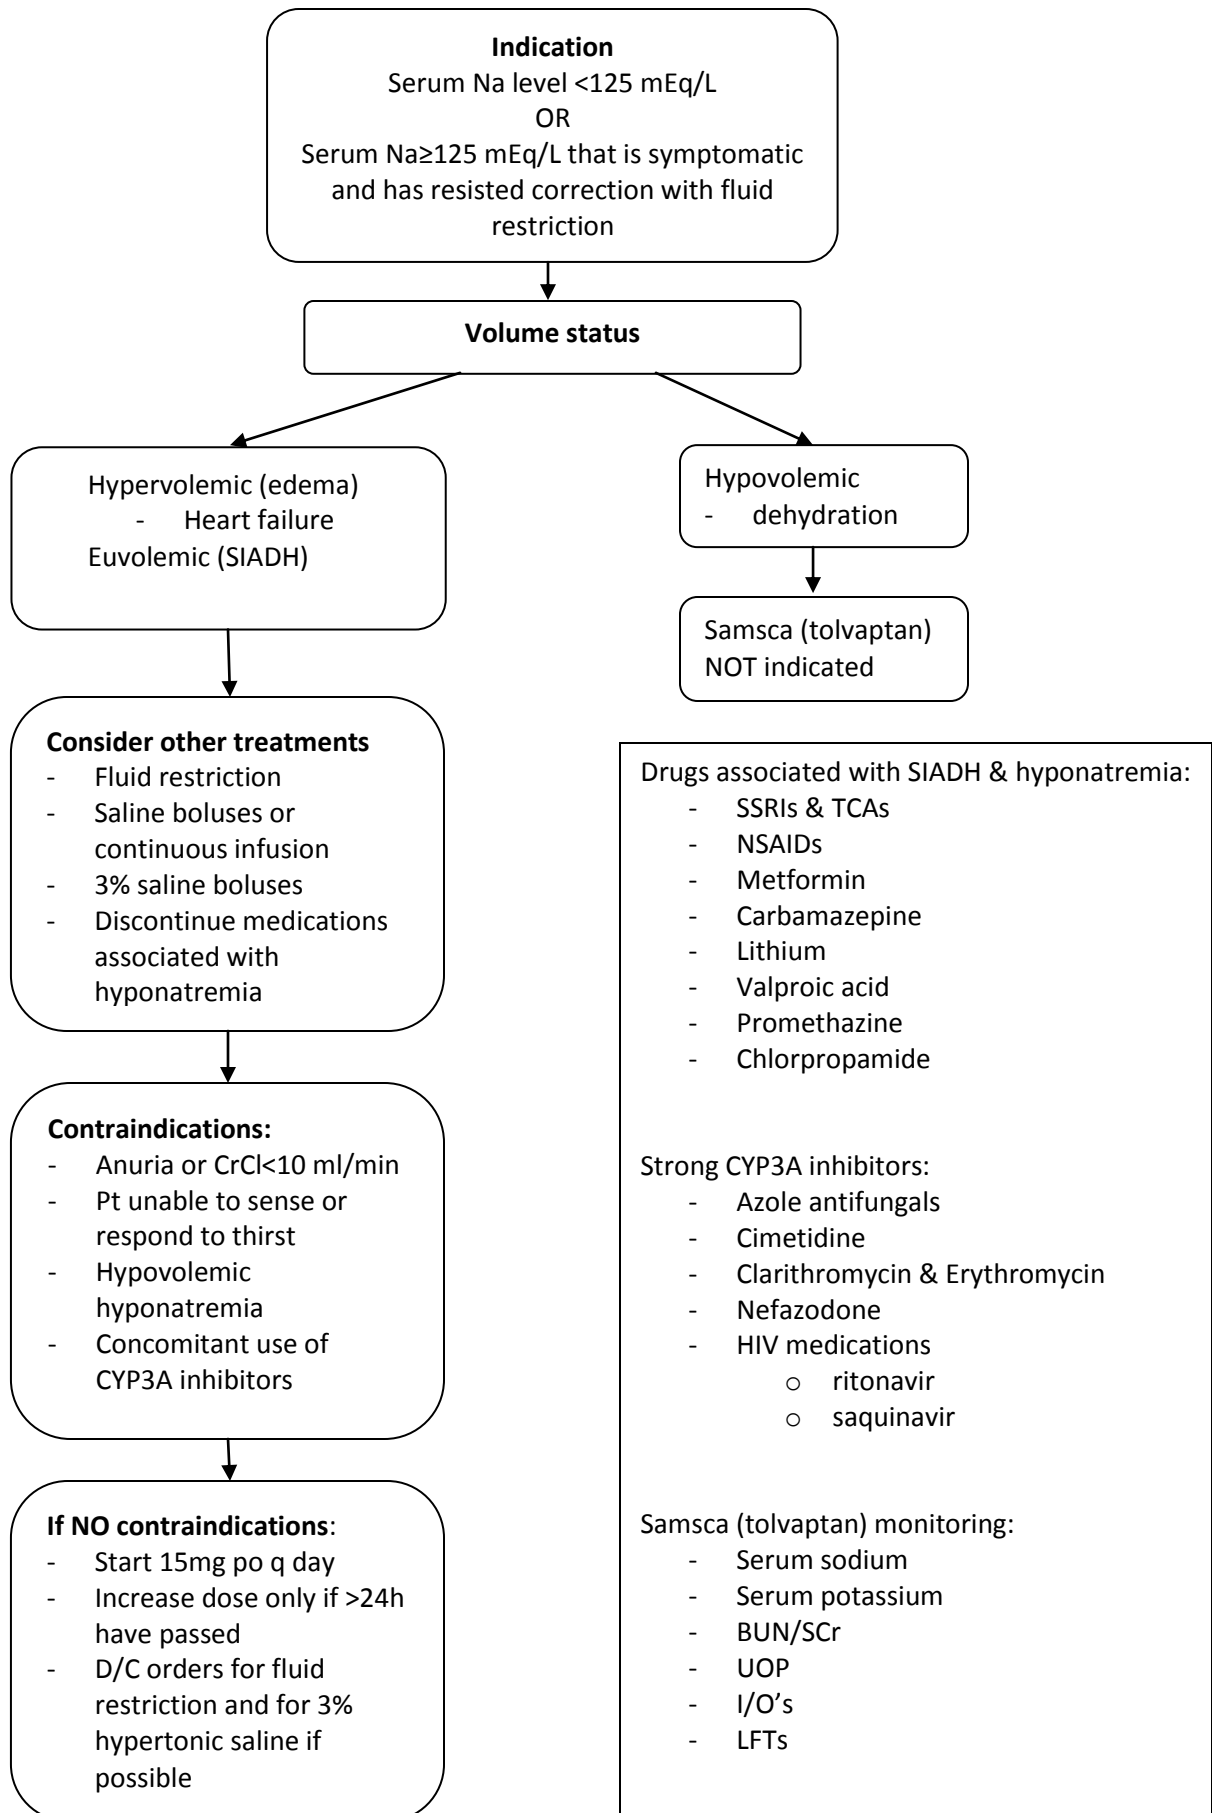 Indication
Serum Na level <125 mEq/L
OR
Serum Na≥125 mEq/L that is symptomatic
and has resisted correction with fluid
restriction
Volume status
Hypervolemic (edema)
- Heart failure
Euvolemic (SIADH)
Hypovolemic
- dehydration
Samsca (tolvaptan)
NOT indicated
Consider other treatments
- Fluid restriction
- Saline boluses or
continuous infusion
- 3% saline boluses
- Discontinue medications
associated with
hyponatremia
Contraindications:
- Anuria or CrCl<10 ml/min
- Pt unable to sense or
respond to thirst
- Hypovolemic
hyponatremia
- Concomitant use of
CYP3A inhibitors
If NO contraindications:
- Start 15mg po q day
- Increase dose only if >24h
have passed
- D/C orders for fluid
restriction and for 3%
hypertonic saline if
possible
Drugs associated with SIADH & hyponatremia:
- SSRIs & TCAs
- NSAIDs
- Metformin
- Carbamazepine
- Lithium
- Valproic acid
- Promethazine
- Chlorpropamide
Strong CYP3A inhibitors:
- Azole antifungals
- Cimetidine
- Clarithromycin & Erythromycin
- Nefazodone
- HIV medications
o ritonavir
o saquinavir
Samsca (tolvaptan) monitoring:
- Serum sodium
- Serum potassium
- BUN/SCr
- UOP
- I/O's
- LFTs